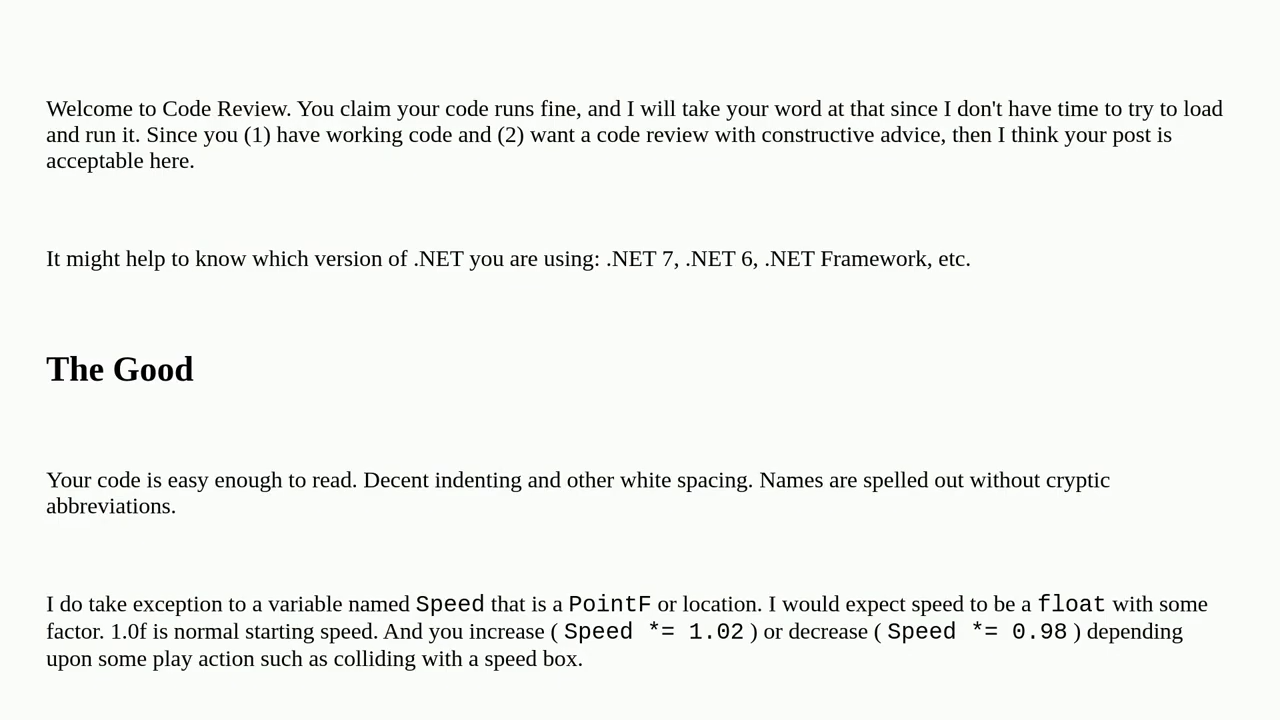 Welcome to Code Review. You claim your code runs fine, and I will take your word at that since I don't have time to try to load
and run it. Since you (1) have working code and (2) want a code review with constructive advice, then I think your post is
acceptable here.
It might help to know which version of .NET you are using: .NET 7, .NET 6, .NET Framework, etc.
The Good
Your code is easy enough to read. Decent indenting and other white spacing. Names are spelled out without cryptic
abbreviations.
I do take exception to a variable named Speed that is a PointF or location. I would expect speed to be a float with some
factor. 1.0f is normal starting speed. And you increase ( Speed *= 1.02 ) or decrease ( Speed *= 0.98 ) depending
upon some play action such as colliding with a speed box.